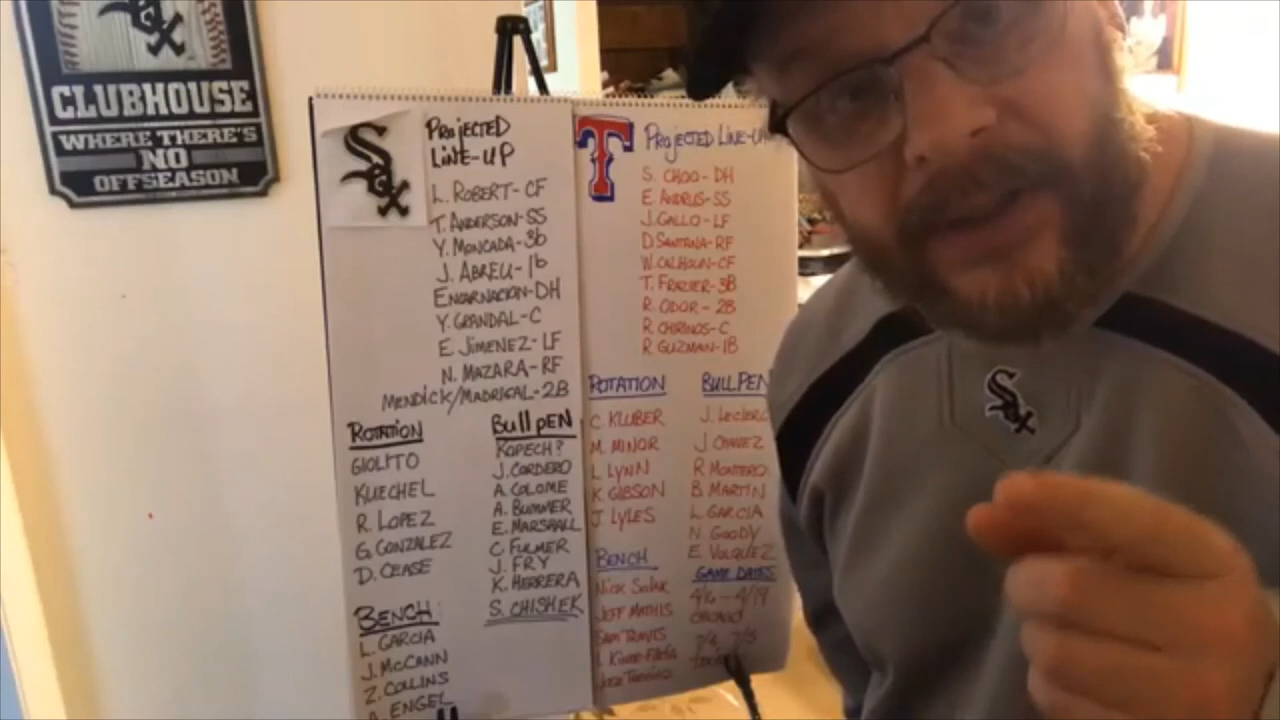 CLUBHOUSE
WHERE THERE'S
NO
OFFSEASON
Sox
PROJECTED
LINE-UP
L. ROBERT - CF
T. ANDERSON - SS
Y. MONCADA - 3b
J. ABREU - 1b
ENCARNACION - DH
Y. GRANDAL - C
E. JIMENEZ - LF
N. MAZARA - RF
MENDICK/MADRIGAL - 2B
ROTATION
GIOLITO
KUECHEL
R. LOPEZ
G. GONZALEZ
D. CEASE
BENCH:
L. GARCIA
J. McCANN
Z. COLLINS
A. ENGEL
BullpEN
KOPECH?
J. CORDERO
A. COLOME
A. BUMMER
E. MARSHALL
C. FULMER
J. FRY
K. HERRERA
S. CHISHEK
T
PROJECTED LINE-U
S. CHOO - DH
E. ANDRUS - SS
J. GALLO - LF
D. SANTANA - RF
W. CALHOUN - CF
T. FRAZIER - 3B
R. ODOR - 2B
R. CHIRINOS - C
R. GUZMAN - 1B
ROTATION
C. KLUBER
M. MINOR
L. LYNN
K. GIBSON
J. LYLES
BENCH
NICK
JEFF MATHIS
SAM TRAVIS
BULLPEN
J. LECLERC
J. CHAVEZ
R. MONTERO
B. MARTIN
L. GARCIA
N. GOODY
E. VOLQUEZ
GAME DATES
CHICAGO
Sox